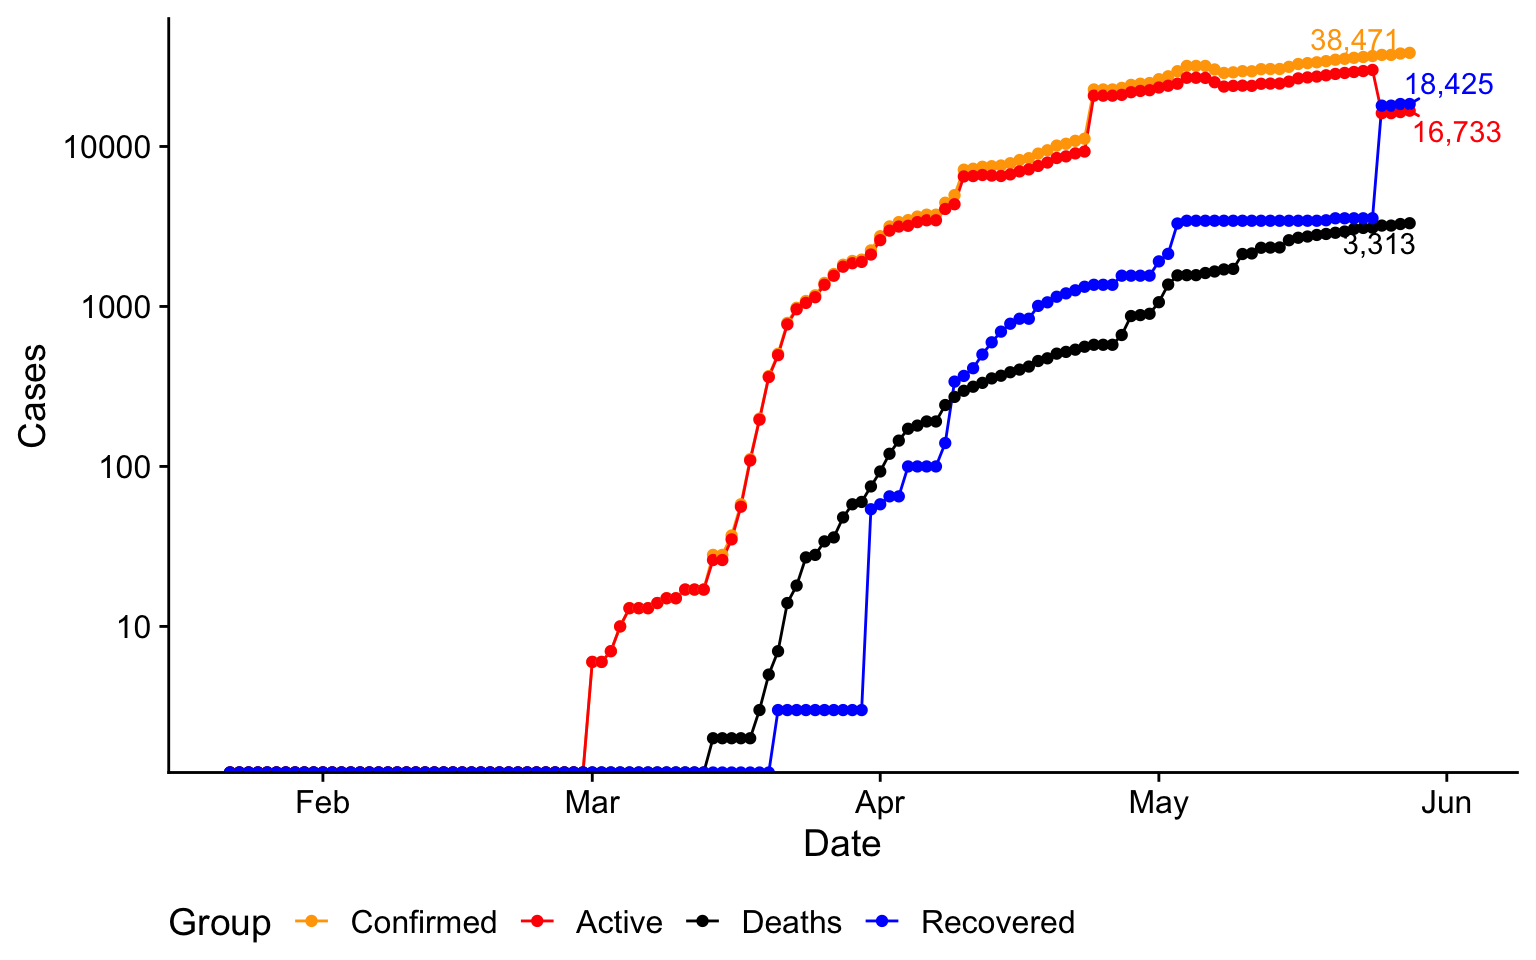 38,471
18,425
16,733
3,313
10000
1000
100
10
Cases
Feb Mar Apr May Jun
Date
Group Confirmed Active Deaths Recovered